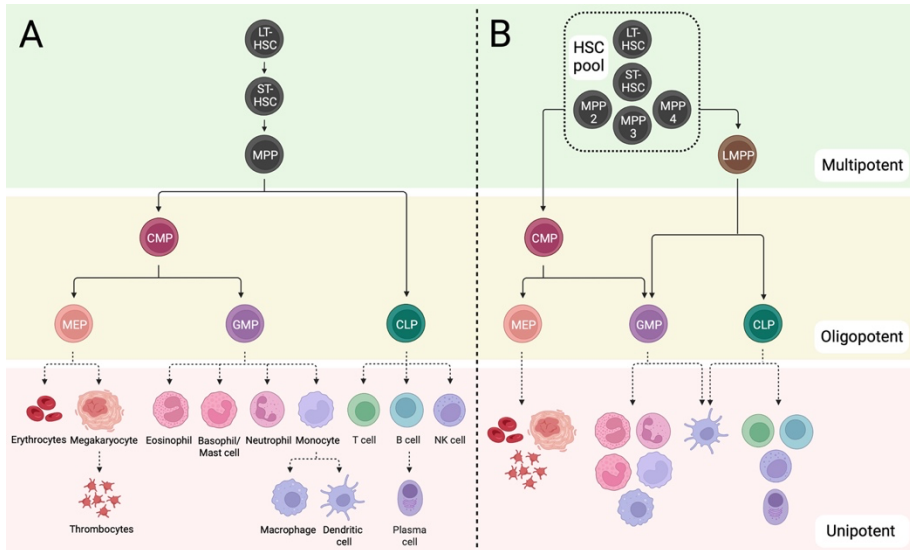 A
LT-
HSC
ST-
HSC
MPP
CMP
MEP
GMP
CLP
Erythrocytes
Megakaryocyte
Eosinophil
Basophil/
Mast cell
Neutrophil
Monocyte
T cell
B cell
NK cell
Thrombocytes
Macrophage
Dendritic
cell
Plasma
cell
B
HSC
pool
LT-
HSC
ST-
HSC
MPP
2
MPP
3
MPP
4
LMPP
Multipotent
CMP
MEP
GMP
CLP
Oligopotent
Unipotent